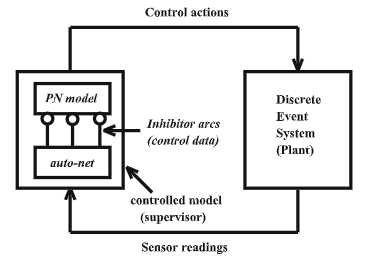 Control actions
PN model
Inhibitor arcs
(control data)
auto-net
Discrete
Event
System
(Plant)
controlled model
(supervisor)
Sensor readings